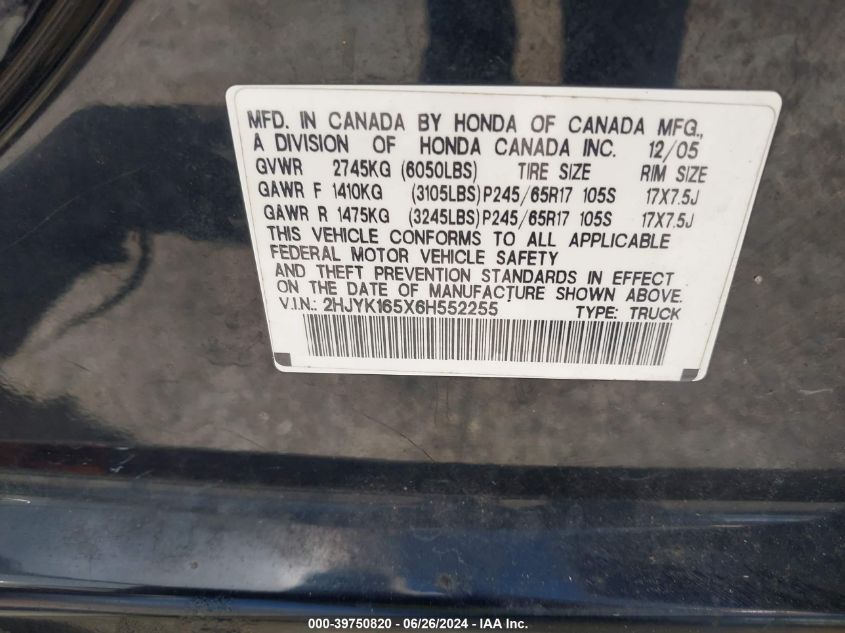 MFD. IN CANADA BY HONDA OF CANADA MFG.,
A DIVISION OF HONDA CANADA INC. 12/05
GVWR 2745KG (6050LBS) TIRE SIZE RIM SIZE
GAWR F 1410KG (3105LBS)P245/65R17 105S 17X7.5J
GAWR R 1475KG (3245LBS)P245/65R17 105S 17X7.5J
THIS VEHICLE CONFORMS TO ALL APPLICABLE
FEDERAL MOTOR VEHICLE SAFETY
AND THEFT PREVENTION STANDARDS IN EFFECT
ON THE DATE OF MANUFACTURE SHOWN ABOVE.
V.I.N.: 2HJYK165X6H552255 TYPE: TRUCK
000-39750820 - 06/26/2024 - IAA Inc.